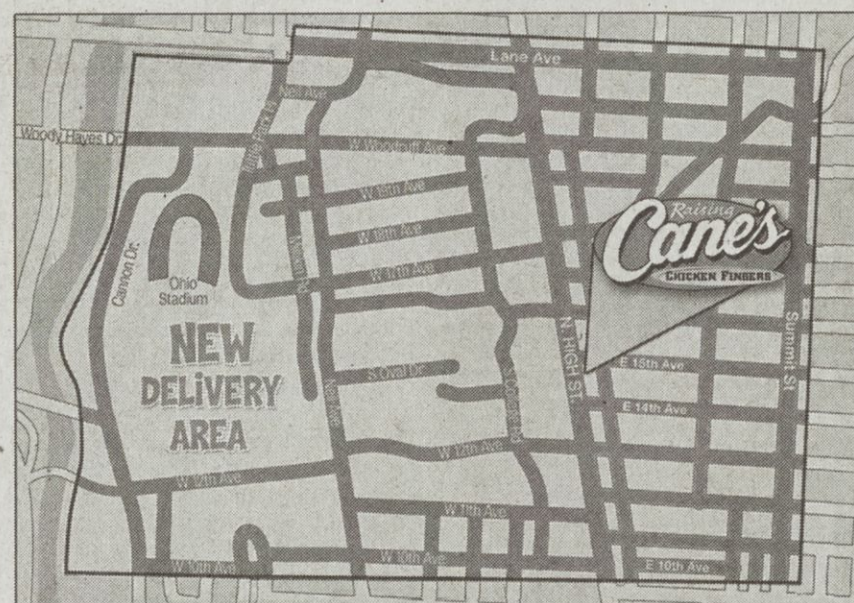 Lane Ave
Neil Ave
Woody Hayes Dr.
W Woodruff Ave
W 19th Ave
W 18th Ave
W 17th Ave
Cannon Dr.
Ohio
Stadium
Raising
Cane's
CHICKEN FINGERS
NEW
DELIVERY
AREA
Neil Ave
S Oval Dr.
N. HIGH ST.
Summit St
E 15th Ave
E 14th Ave
W 12th Ave
W 12th Ave
W 11th Ave
W 10th Ave
W 10th Ave
E 10th Ave